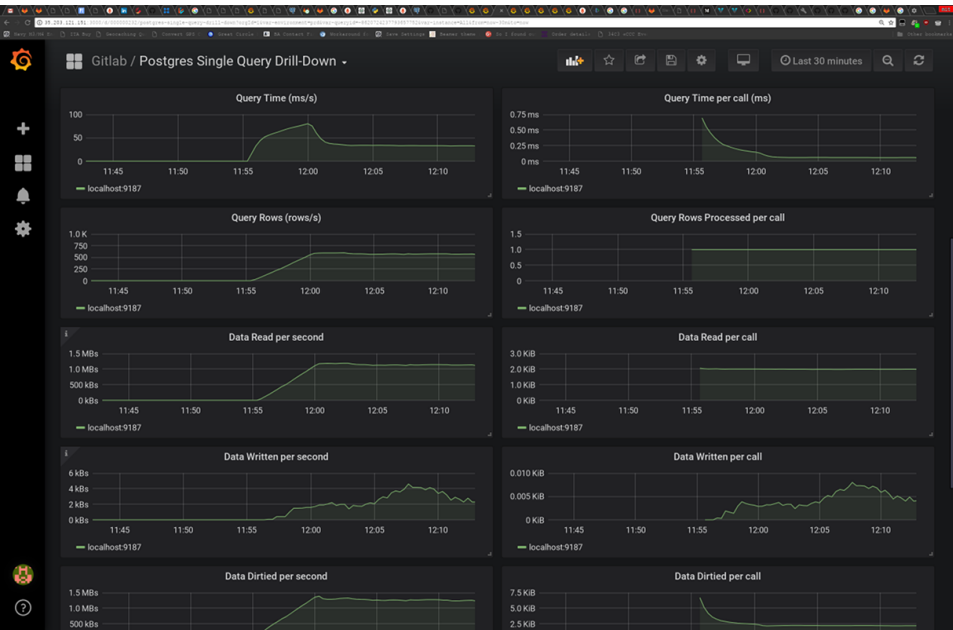 Gitlab / Postgres Single Query Drill-Down
Last 30 minutes
Query Time (ms/s)
100
50
0
11:45 11:50 11:55 12:00 12:05 12:10
localhost:9187
Query Time per call (ms)
0.75 ms
0.50 ms
0.25 ms
0 ms
11:45 11:50 11:55 12:00 12:05 12:10
localhost:9187
Query Rows (rows/s)
1.0 K
750
500
250
0
11:45 11:50 11:55 12:00 12:05 12:10
localhost:9187
Query Rows Processed per call
1.5
1.0
0.5
0
11:45 11:50 11:55 12:00 12:05 12:10
localhost:9187
Data Read per second
1.5 MBs
1.0 MBs
500 kBs
0 kBs
11:45 11:50 11:55 12:00 12:05 12:10
localhost:9187
Data Read per call
3.0 KiB
2.0 KiB
1.0 KiB
0 KiB
11:45 11:50 11:55 12:00 12:05 12:10
localhost:9187
Data Written per second
6 kBs
4 kBs
2 kBs
0 kBs
11:45 11:50 11:55 12:00 12:05 12:10
localhost:9187
Data Written per call
0.010 KiB
0.005 KiB
0 KiB
11:45 11:50 11:55 12:00 12:05 12:10
localhost:9187
Data Dirtied per second
1.5 MBs
1.0 MBs
500 kBs
Data Dirtied per call
7.5 KiB
5.0 KiB
2.5 KiB